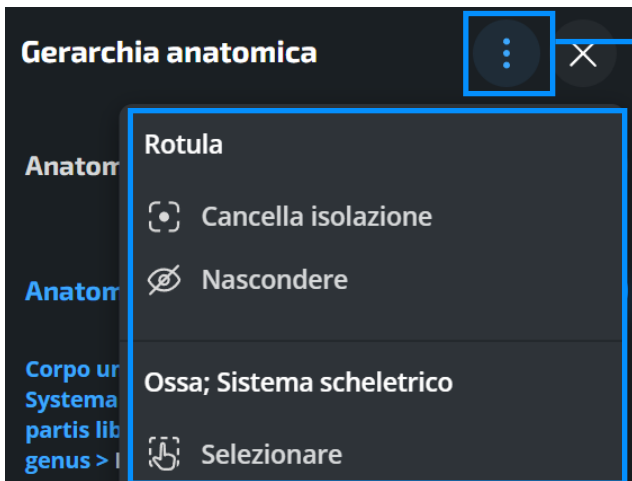 Gerarchia anatomica
Rotula
Anatom
Cancella isolazione
Nascondere
Anatom
Corpo ur
Ossa; Sistema scheletrico
Systema
partis lib
Selezionare
genus >